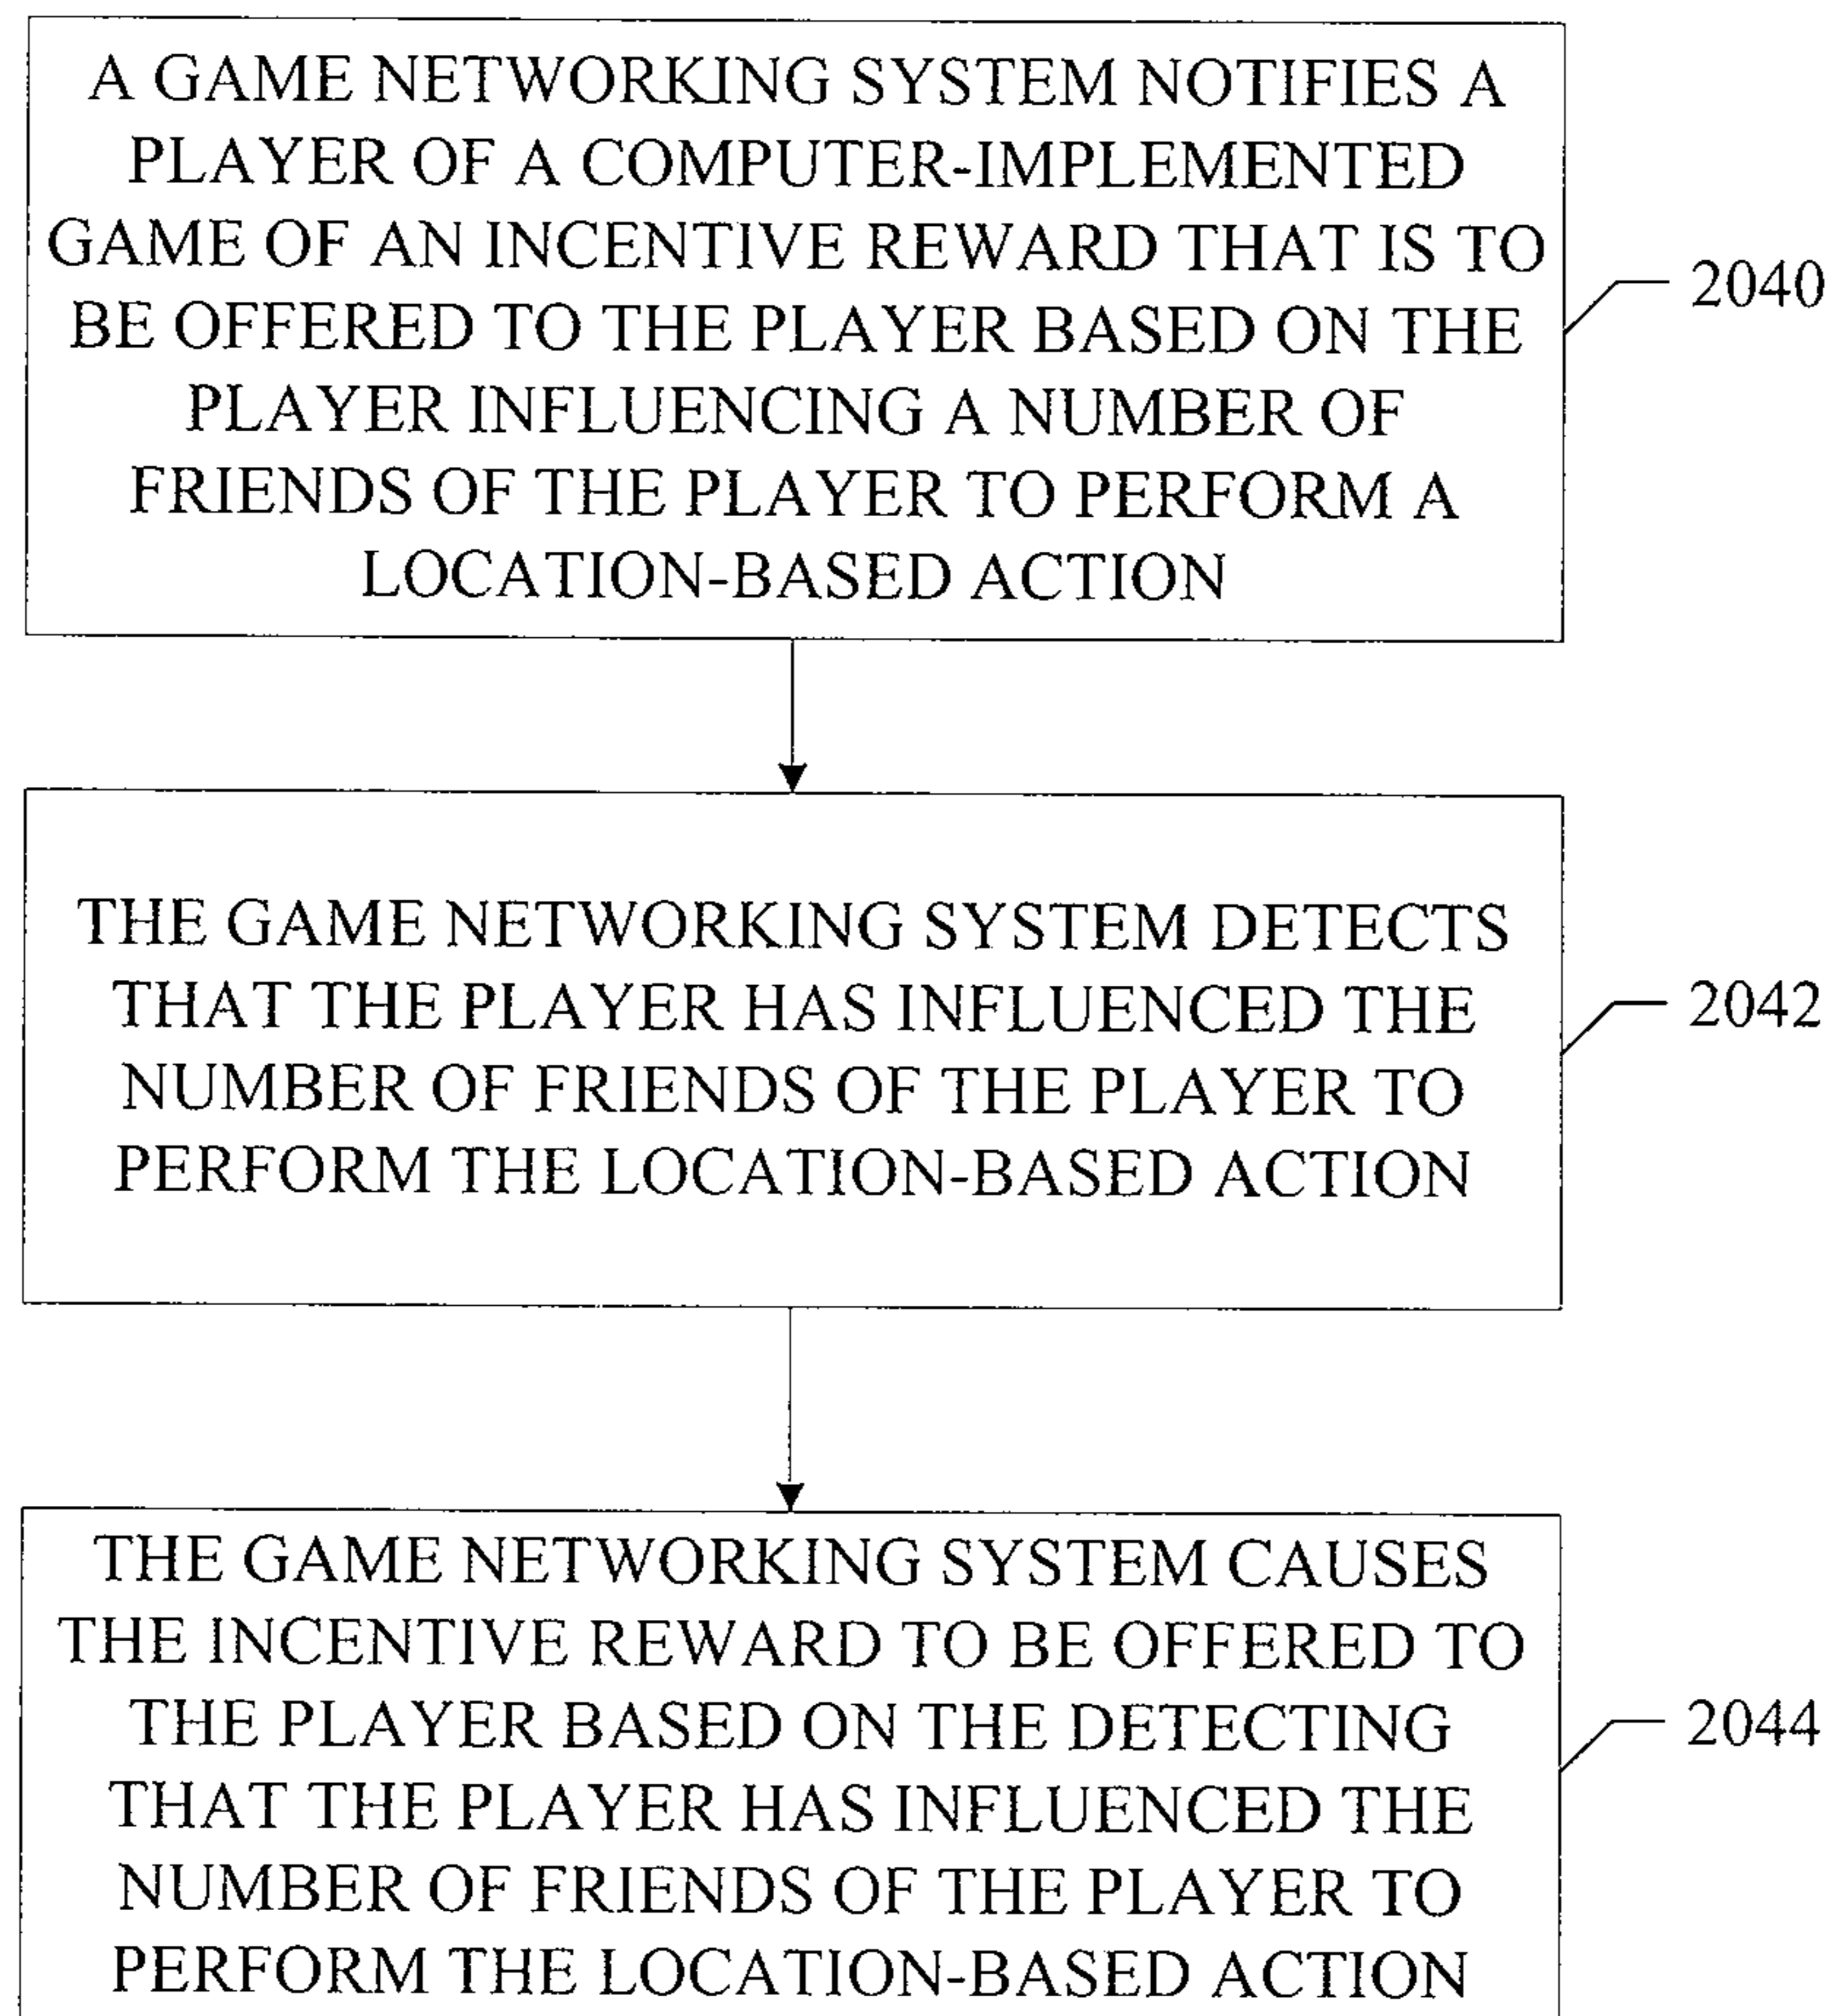 A GAME NETWORKING SYSTEM NOTIFIES A
PLAYER OF A COMPUTER-IMPLEMENTED
GAME OF AN INCENTIVE REWARD THAT IS TO
BE OFFERED TO THE PLAYER BASED ON THE
PLAYER INFLUENCING A NUMBER OF
FRIENDS OF THE PLAYER TO PERFORM A
LOCATION-BASED ACTION
2040
THE GAME NETWORKING SYSTEM DETECTS
THAT THE PLAYER HAS INFLUENCED THE
NUMBER OF FRIENDS OF THE PLAYER TO
PERFORM THE LOCATION-BASED ACTION
2042
THE GAME NETWORKING SYSTEM CAUSES
THE INCENTIVE REWARD TO BE OFFERED TO
THE PLAYER BASED ON THE DETECTING
THAT THE PLAYER HAS INFLUENCED THE
NUMBER OF FRIENDS OF THE PLAYER TO
PERFORM THE LOCATION-BASED ACTION
2044